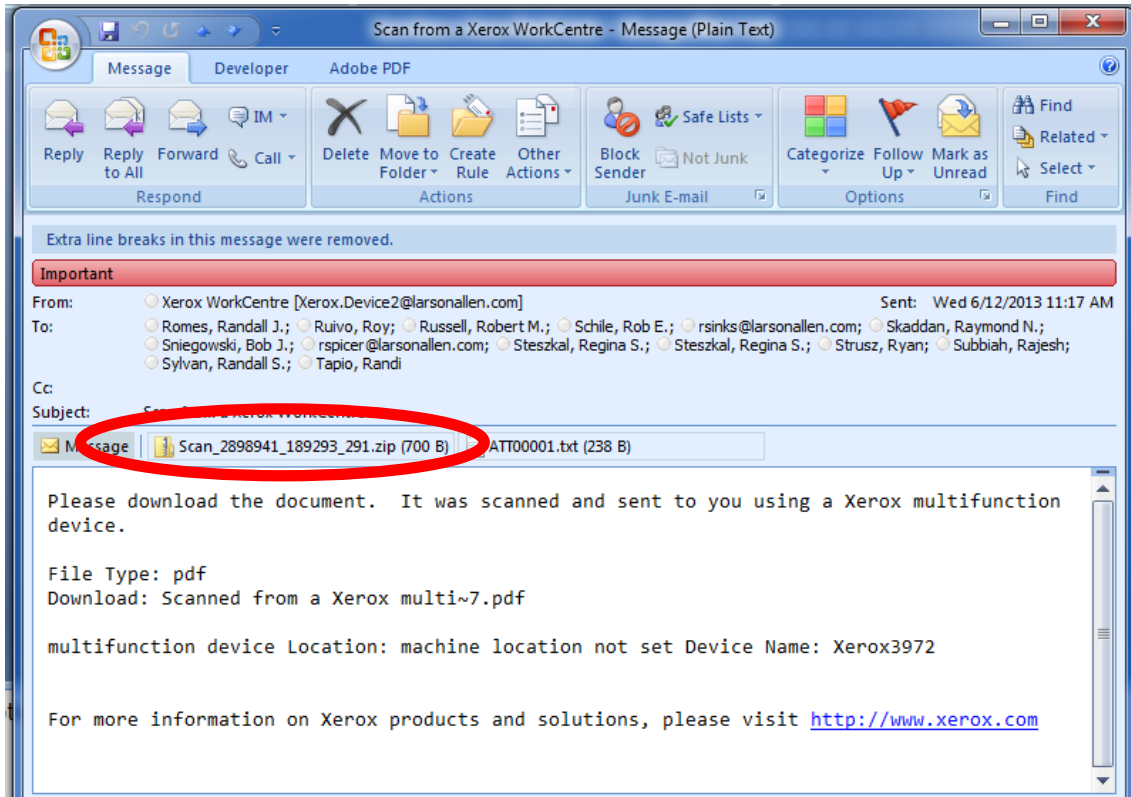 Scan from a Xerox WorkCentre - Message (Plain Text)
Message Developer Adobe PDF
Reply Reply to All Forward IM Call
Delete Move to Folder Create Rule Other Actions
Block Sender Safe Lists Not Junk
Categorize Follow Up Mark as Unread
Find Related Select
Respond Actions Junk E-mail Options Find
Extra line breaks in this message were removed.
Important
From: Xerox WorkCentre [Xerox.Device2@larsonallen.com] Sent: Wed 6/12/2013 11:17 AM
To: Romes, Randall J.; Ruivo, Roy; Russell, Robert M.; Schile, Rob E.; rsinks@larsonallen.com; Skaddan, Raymond N.;
Sniegowski, Bob J.; rspicer@larsonallen.com; Steszkal, Regina S.; Steszkal, Regina S.; Strusz, Ryan; Subbiah, Rajesh;
Sylvan, Randall S.; Tapio, Randi
Cc:
Subject:
Message Scan_2898941_189293_291.zip (700 B) ATT00001.txt (238 B)
Please download the document. It was scanned and sent to you using a Xerox multifunction
device.
File Type: pdf
Download: Scanned from a Xerox multi~7.pdf
multifunction device Location: machine location not set Device Name: Xerox3972
For more information on Xerox products and solutions, please visit http://www.xerox.com